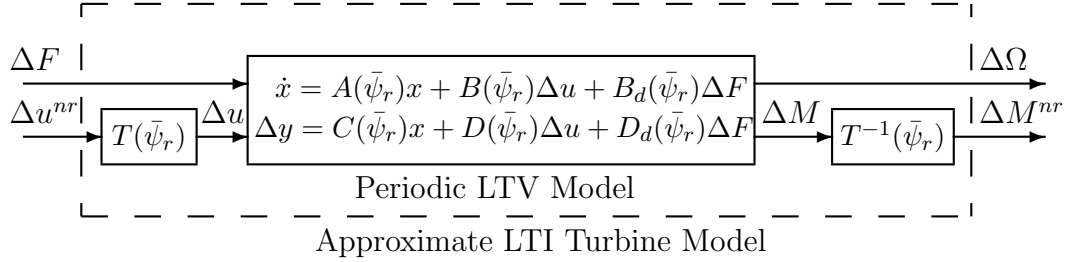 ΔF
ΔΩ
ẋ = A(ψ̄_r)x + B(ψ̄_r)Δu + B_d(ψ̄_r)ΔF
Δu^{nr}
T(ψ̄_r)
Δu
Δy = C(ψ̄_r)x + D(ψ̄_r)Δu + D_d(ψ̄_r)ΔF
ΔM
T^{-1}(ψ̄_r)
ΔM^{nr}
Periodic LTV Model
Approximate LTI Turbine Model